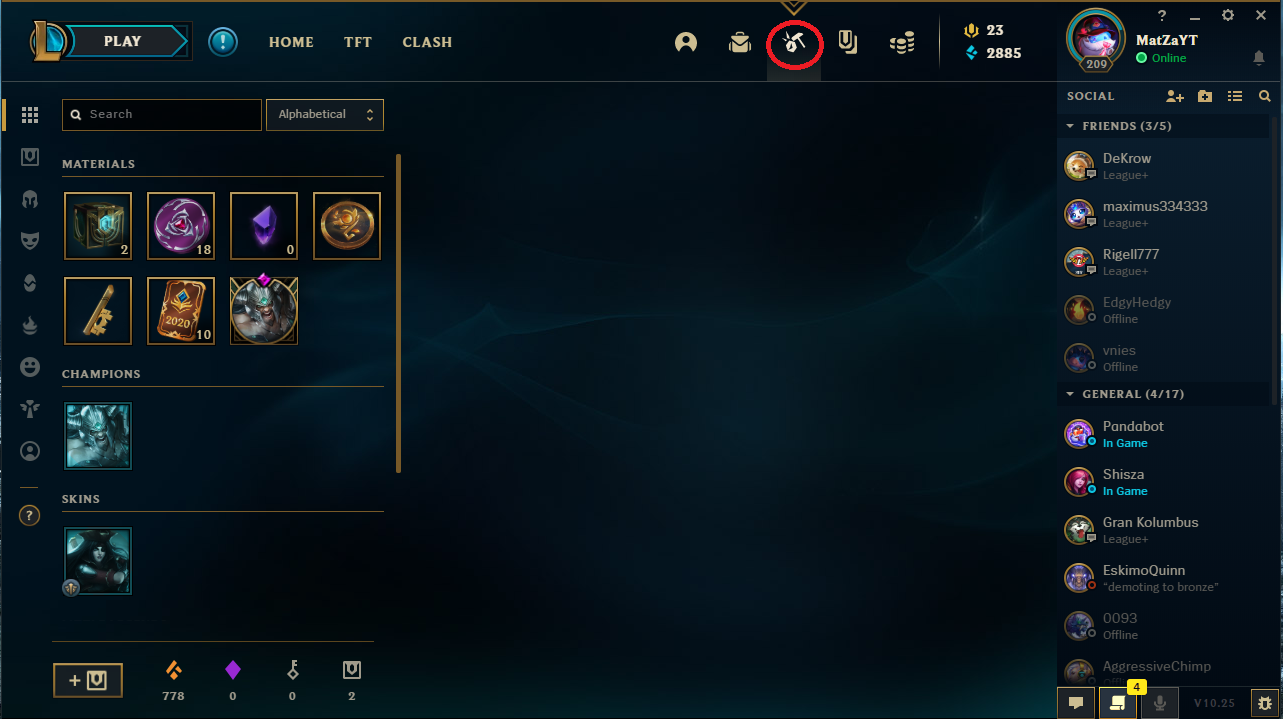 PLAY
HOME
TFT
CLASH
23
2885
?
209
MatZaYT
Online
Search
Alphabetical
MATERIALS
2
18
0
2020
10
CHAMPIONS
SKINS
?
778
0
0
2
SOCIAL
FRIENDS (3/5)
DeKrow
League+
maximus334333
League+
Rigell777
League+
EdgyHedgy
Offline
vnies
Offline
GENERAL (4/17)
Pandabot
In Game
Shisza
In Game
Gran Kolumbus
League+
EskimoQuinn
"demoting to bronze"
0093
Offline
AggressiveChimp
Offline
4
V10.25